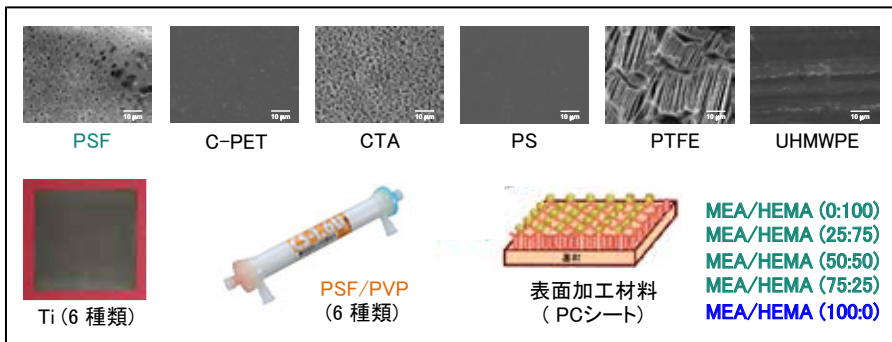 10 μm
10 μm
10 μm
10 μm
10 μm
10 μm
PSF
C-PET
CTA
PS
PTFE
UHMWPE
基材
Ti (6 種類)
PSF/PVP
(6 種類)
表面加工材料
( PCシート)
MEA/HEMA (0:100)
MEA/HEMA (25:75)
MEA/HEMA (50:50)
MEA/HEMA (75:25)
MEA/HEMA (100:0)